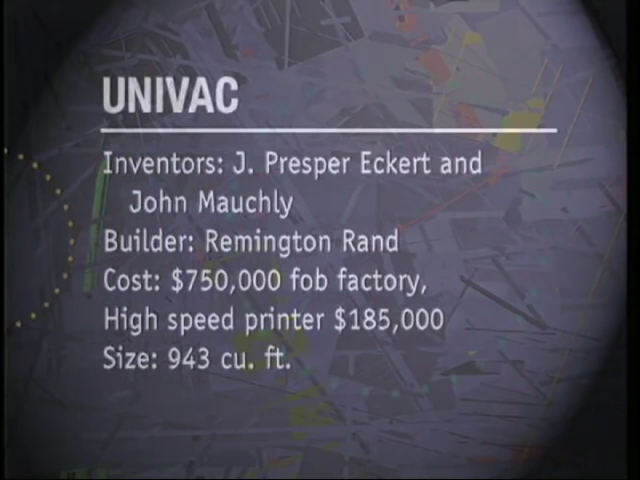 UNIVAC
Inventors: J. Presper Eckert and
John Mauchly
Builder: Remington Rand
Cost: $750,000 fob factory,
High speed printer $185,000
Size: 943 cu. ft.